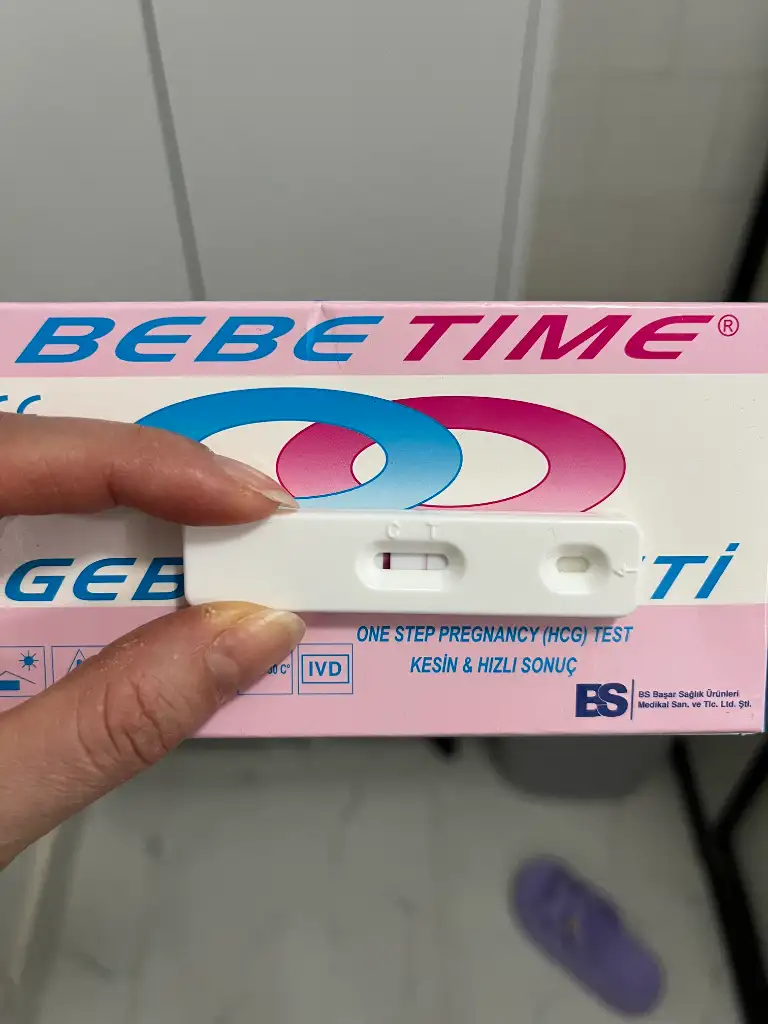 BEBE TIME®
C T
GEB
Tİ
ONE STEP PREGNANCY (HCG) TEST
KESİN & HIZLI SONUÇ
IVD
BS
BS Başar Sağlık Ürünleri
Medikal San. ve Tic. Ltd. Şti.